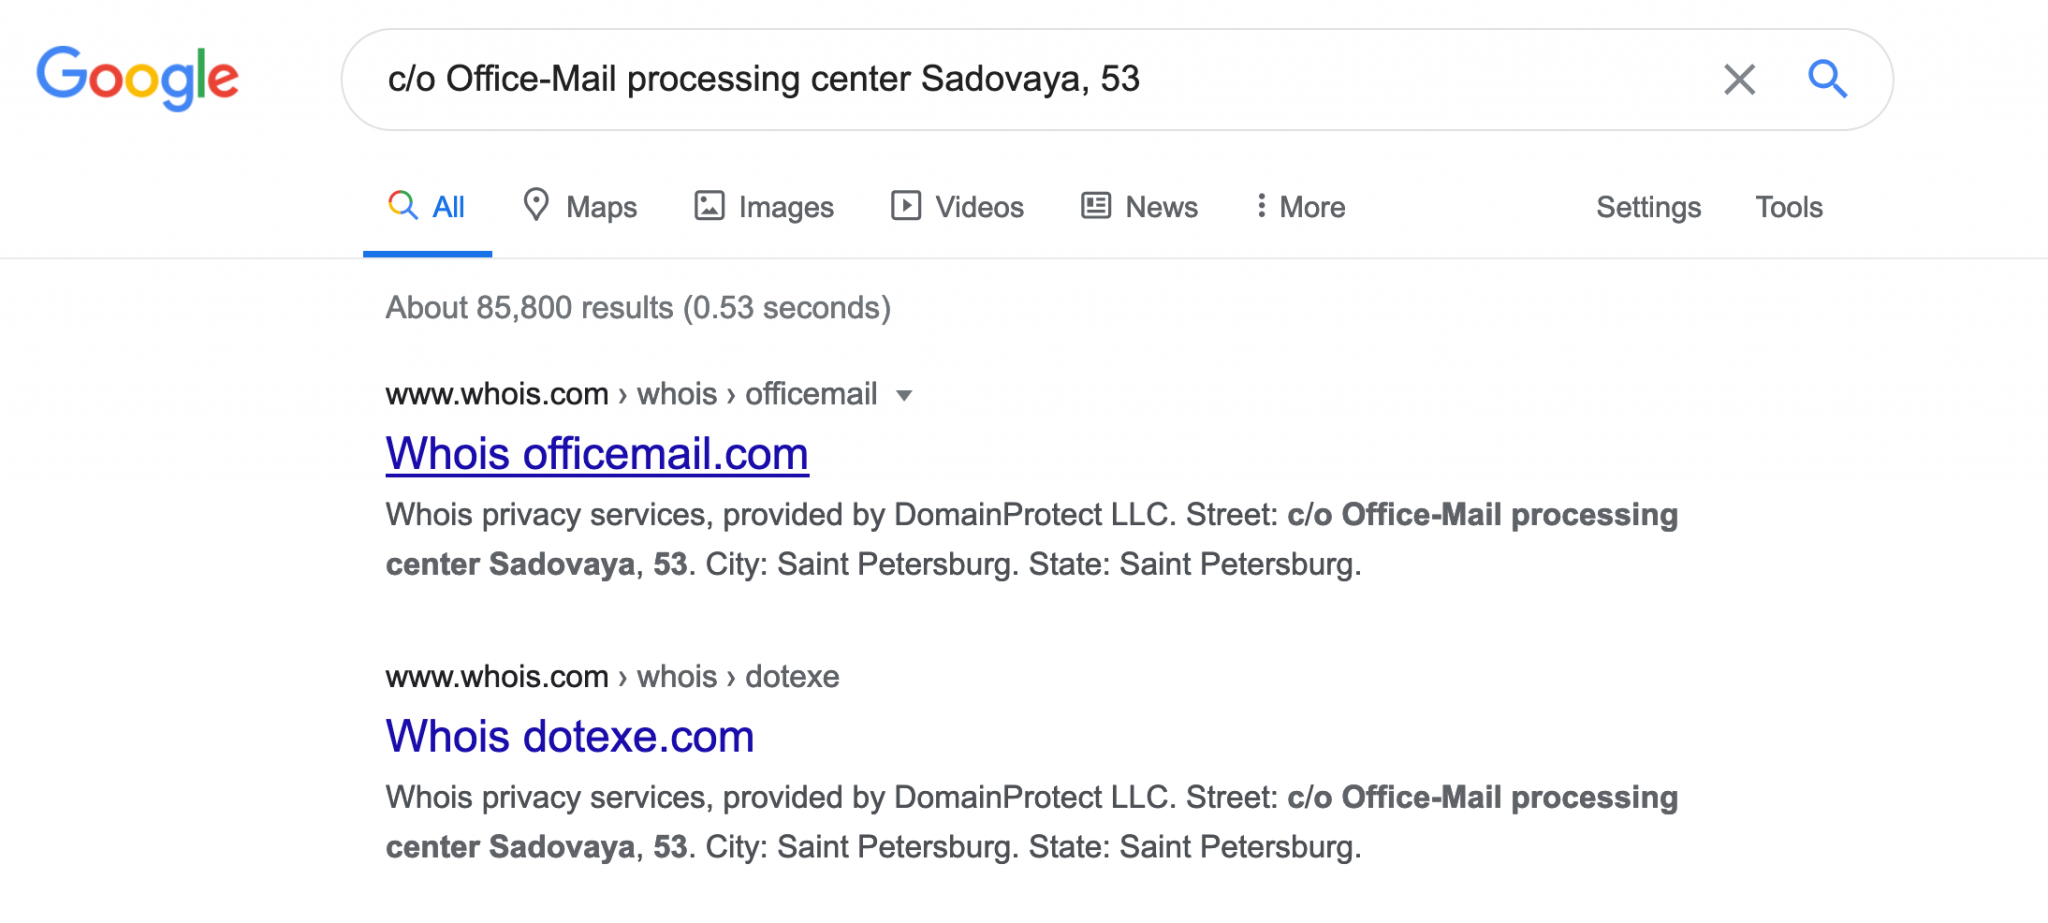 Google
c/o Office-Mail processing center Sadovaya, 53
All Maps Images Videos News More Settings Tools
About 85,800 results (0.53 seconds)
www.whois.com › whois › officemail
Whois officemail.com
Whois privacy services, provided by DomainProtect LLC. Street: c/o Office-Mail processing
center Sadovaya, 53. City: Saint Petersburg. State: Saint Petersburg.
www.whois.com › whois › dotexe
Whois dotexe.com
Whois privacy services, provided by DomainProtect LLC. Street: c/o Office-Mail processing
center Sadovaya, 53. City: Saint Petersburg. State: Saint Petersburg.